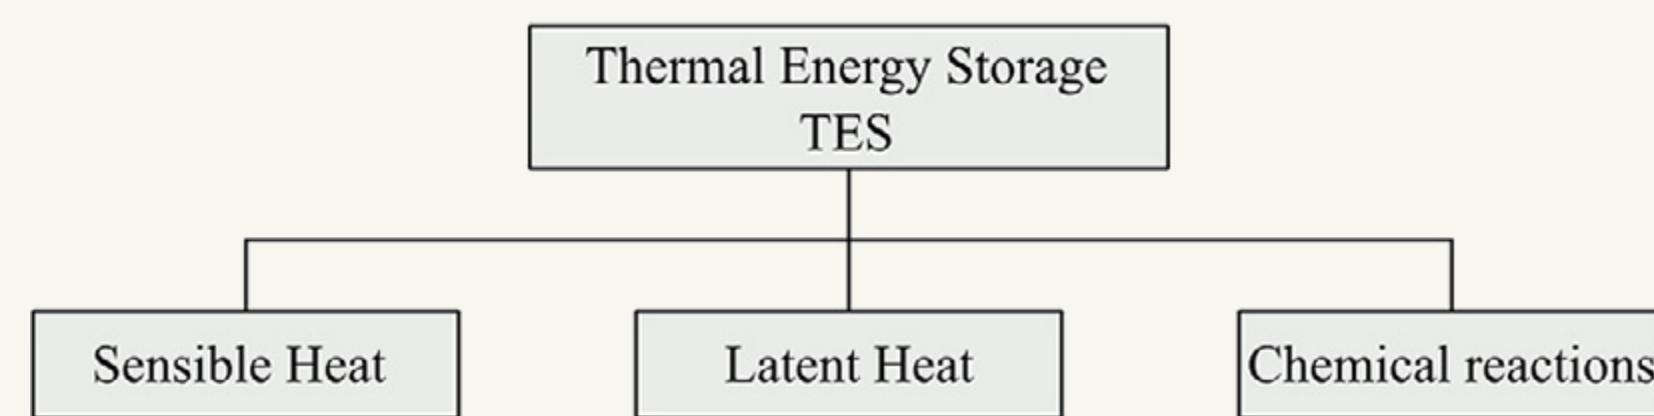 Thermal Energy Storage
TES
Sensible Heat
Latent Heat
Chemical reactions